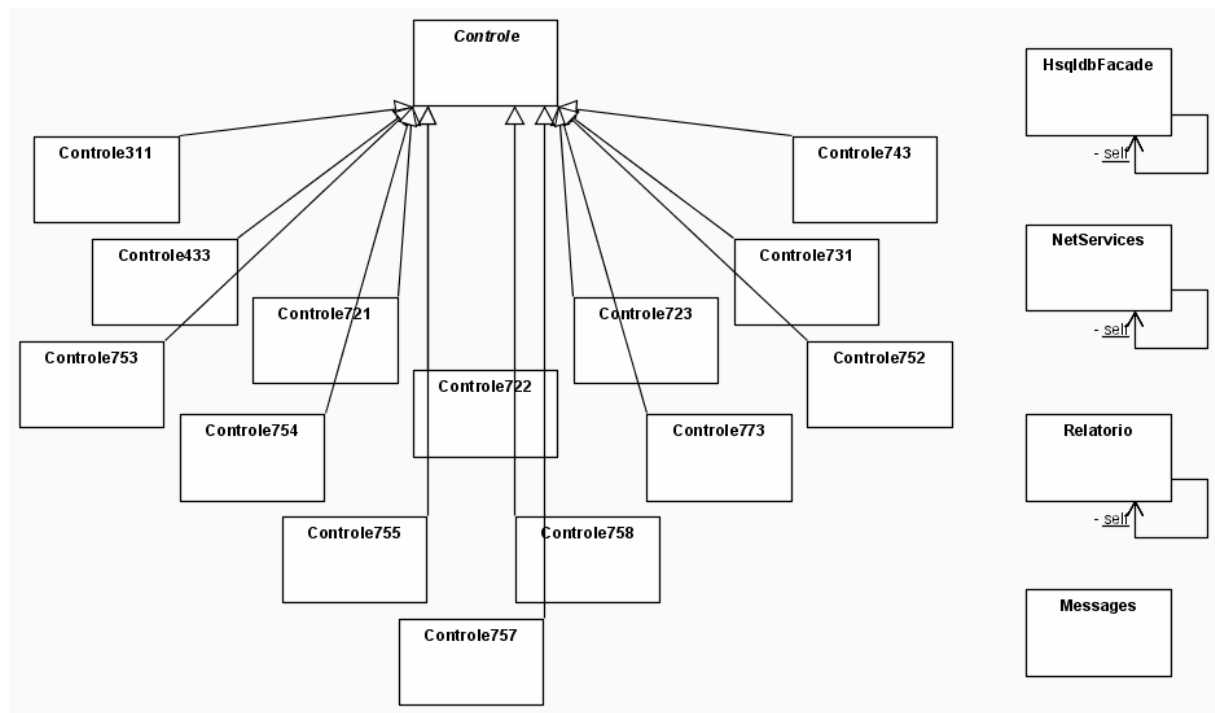 Controle
HsqldbFacade
Controle311
Controle743
- self
Controle433
Controle731
NetServices
Controle721
Controle723
- self
Controle753
Controle752
Controle722
Controle754
Controle773
Relatorio
- self
Controle755
Controle758
Messages
Controle757